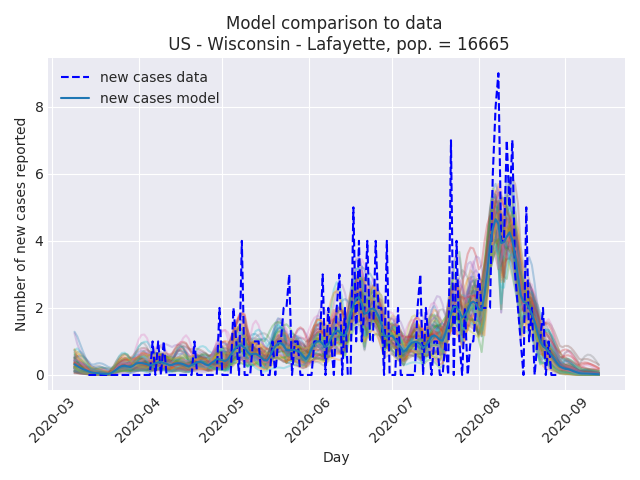 Model comparison to data
US - Wisconsin - Lafayette, pop. = 16665
new cases data
new cases model
Number of new cases reported
8
6
4
2
0
2020-03
2020-04
2020-05
2020-06
2020-07
2020-08
2020-09
Day